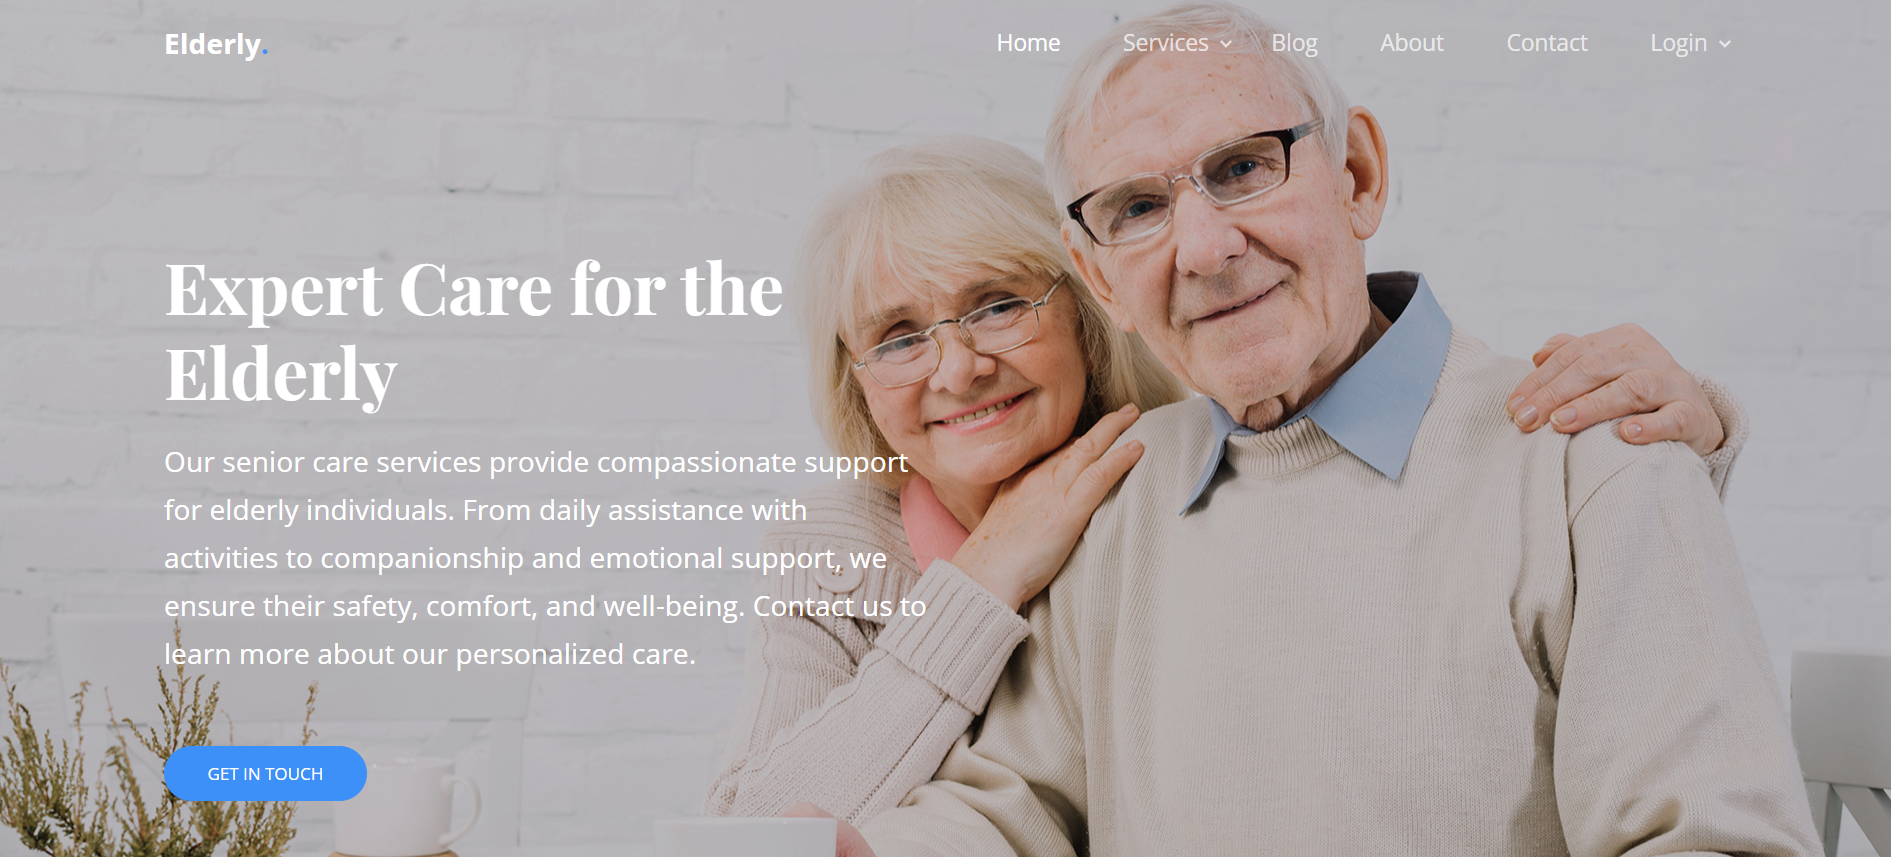 Elderly.
Home Services Blog About Contact Login
Expert Care for the
Elderly
Our senior care services provide compassionate support
for elderly individuals. From daily assistance with
activities to companionship and emotional support, we
ensure their safety, comfort, and well-being. Contact us to
learn more about our personalized care.
GET IN TOUCH